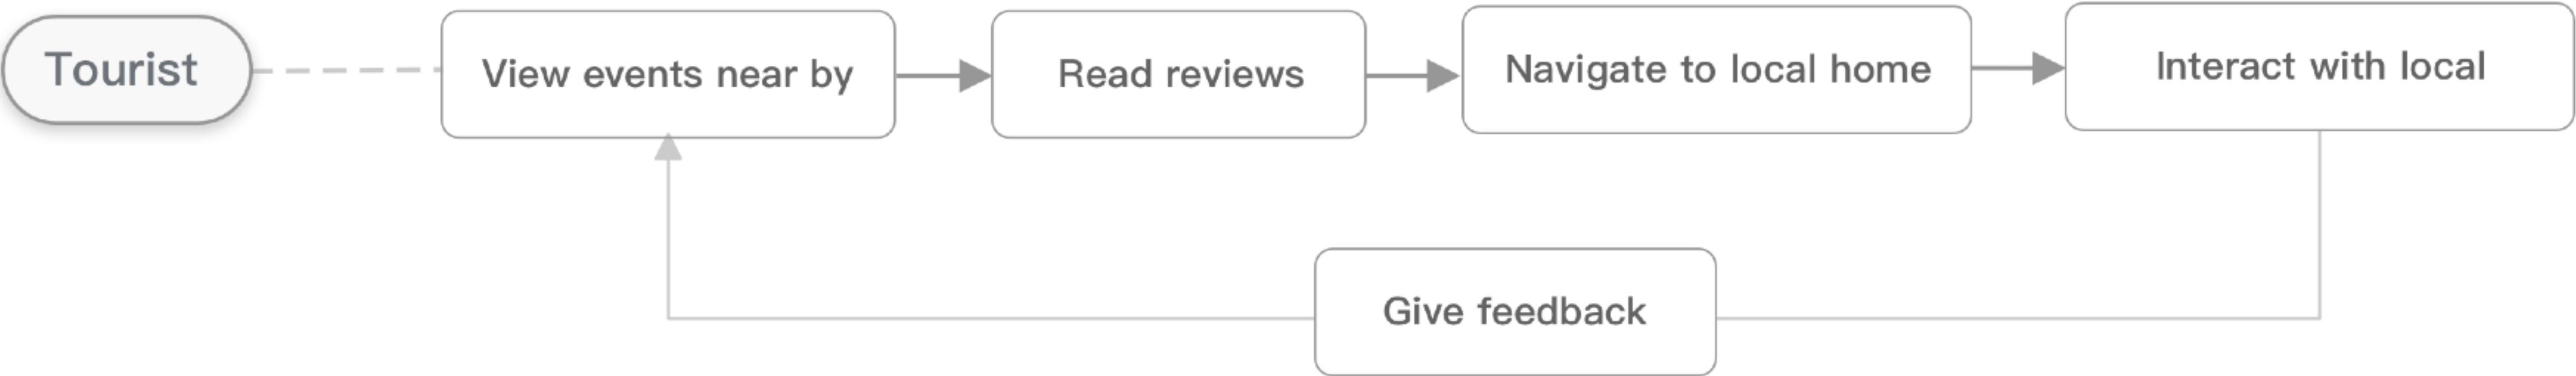 Tourist
View events near by
Read reviews
Navigate to local home
Interact with local
Give feedback